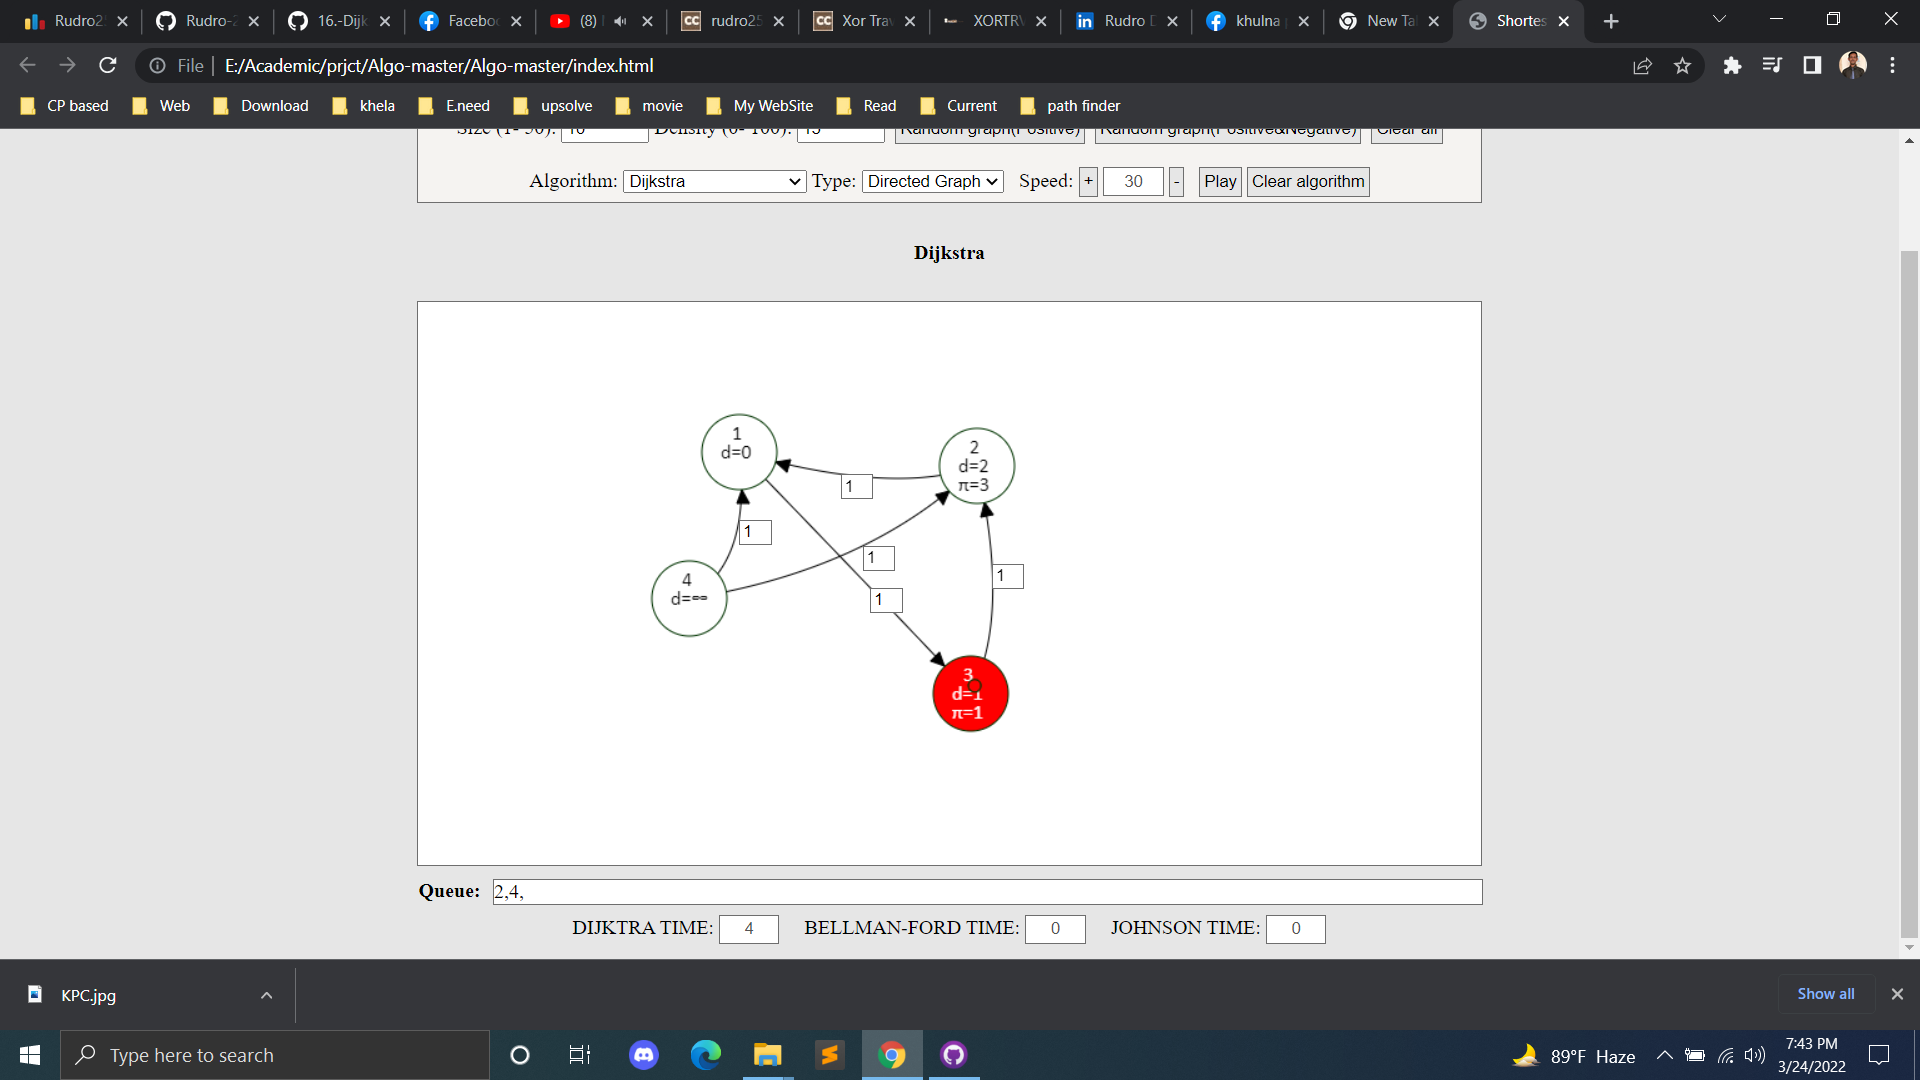 Rudro2
Rudro-2
16.-Dijk
Facebo
(8)
rudro25
Xor Tra
XORTR
Rudro D
khulna
New Ta
Shortes
File E:/Academic/prjct/Algo-master/Algo-master/index.html
CP based Web Download khela E.need upsolve movie My WebSite Read Current path finder
Size (1- 50): 10 Density (0- 100): 15 Random graph(Positive) Random graph(Positive&Negative) Clear all
Algorithm: Dijkstra Type: Directed Graph Speed: + 30 - Play Clear algorithm
Dijkstra
1
d=0
2
d=2
π=3
1
1
1
1
1
4
d=∞
3
d=1
π=1
Queue: 2,4,
DIJKTRA TIME: 4 BELLMAN-FORD TIME: 0 JOHNSON TIME: 0
KPC.jpg
Show all
Type here to search
89°F Haze
7:43 PM
3/24/2022